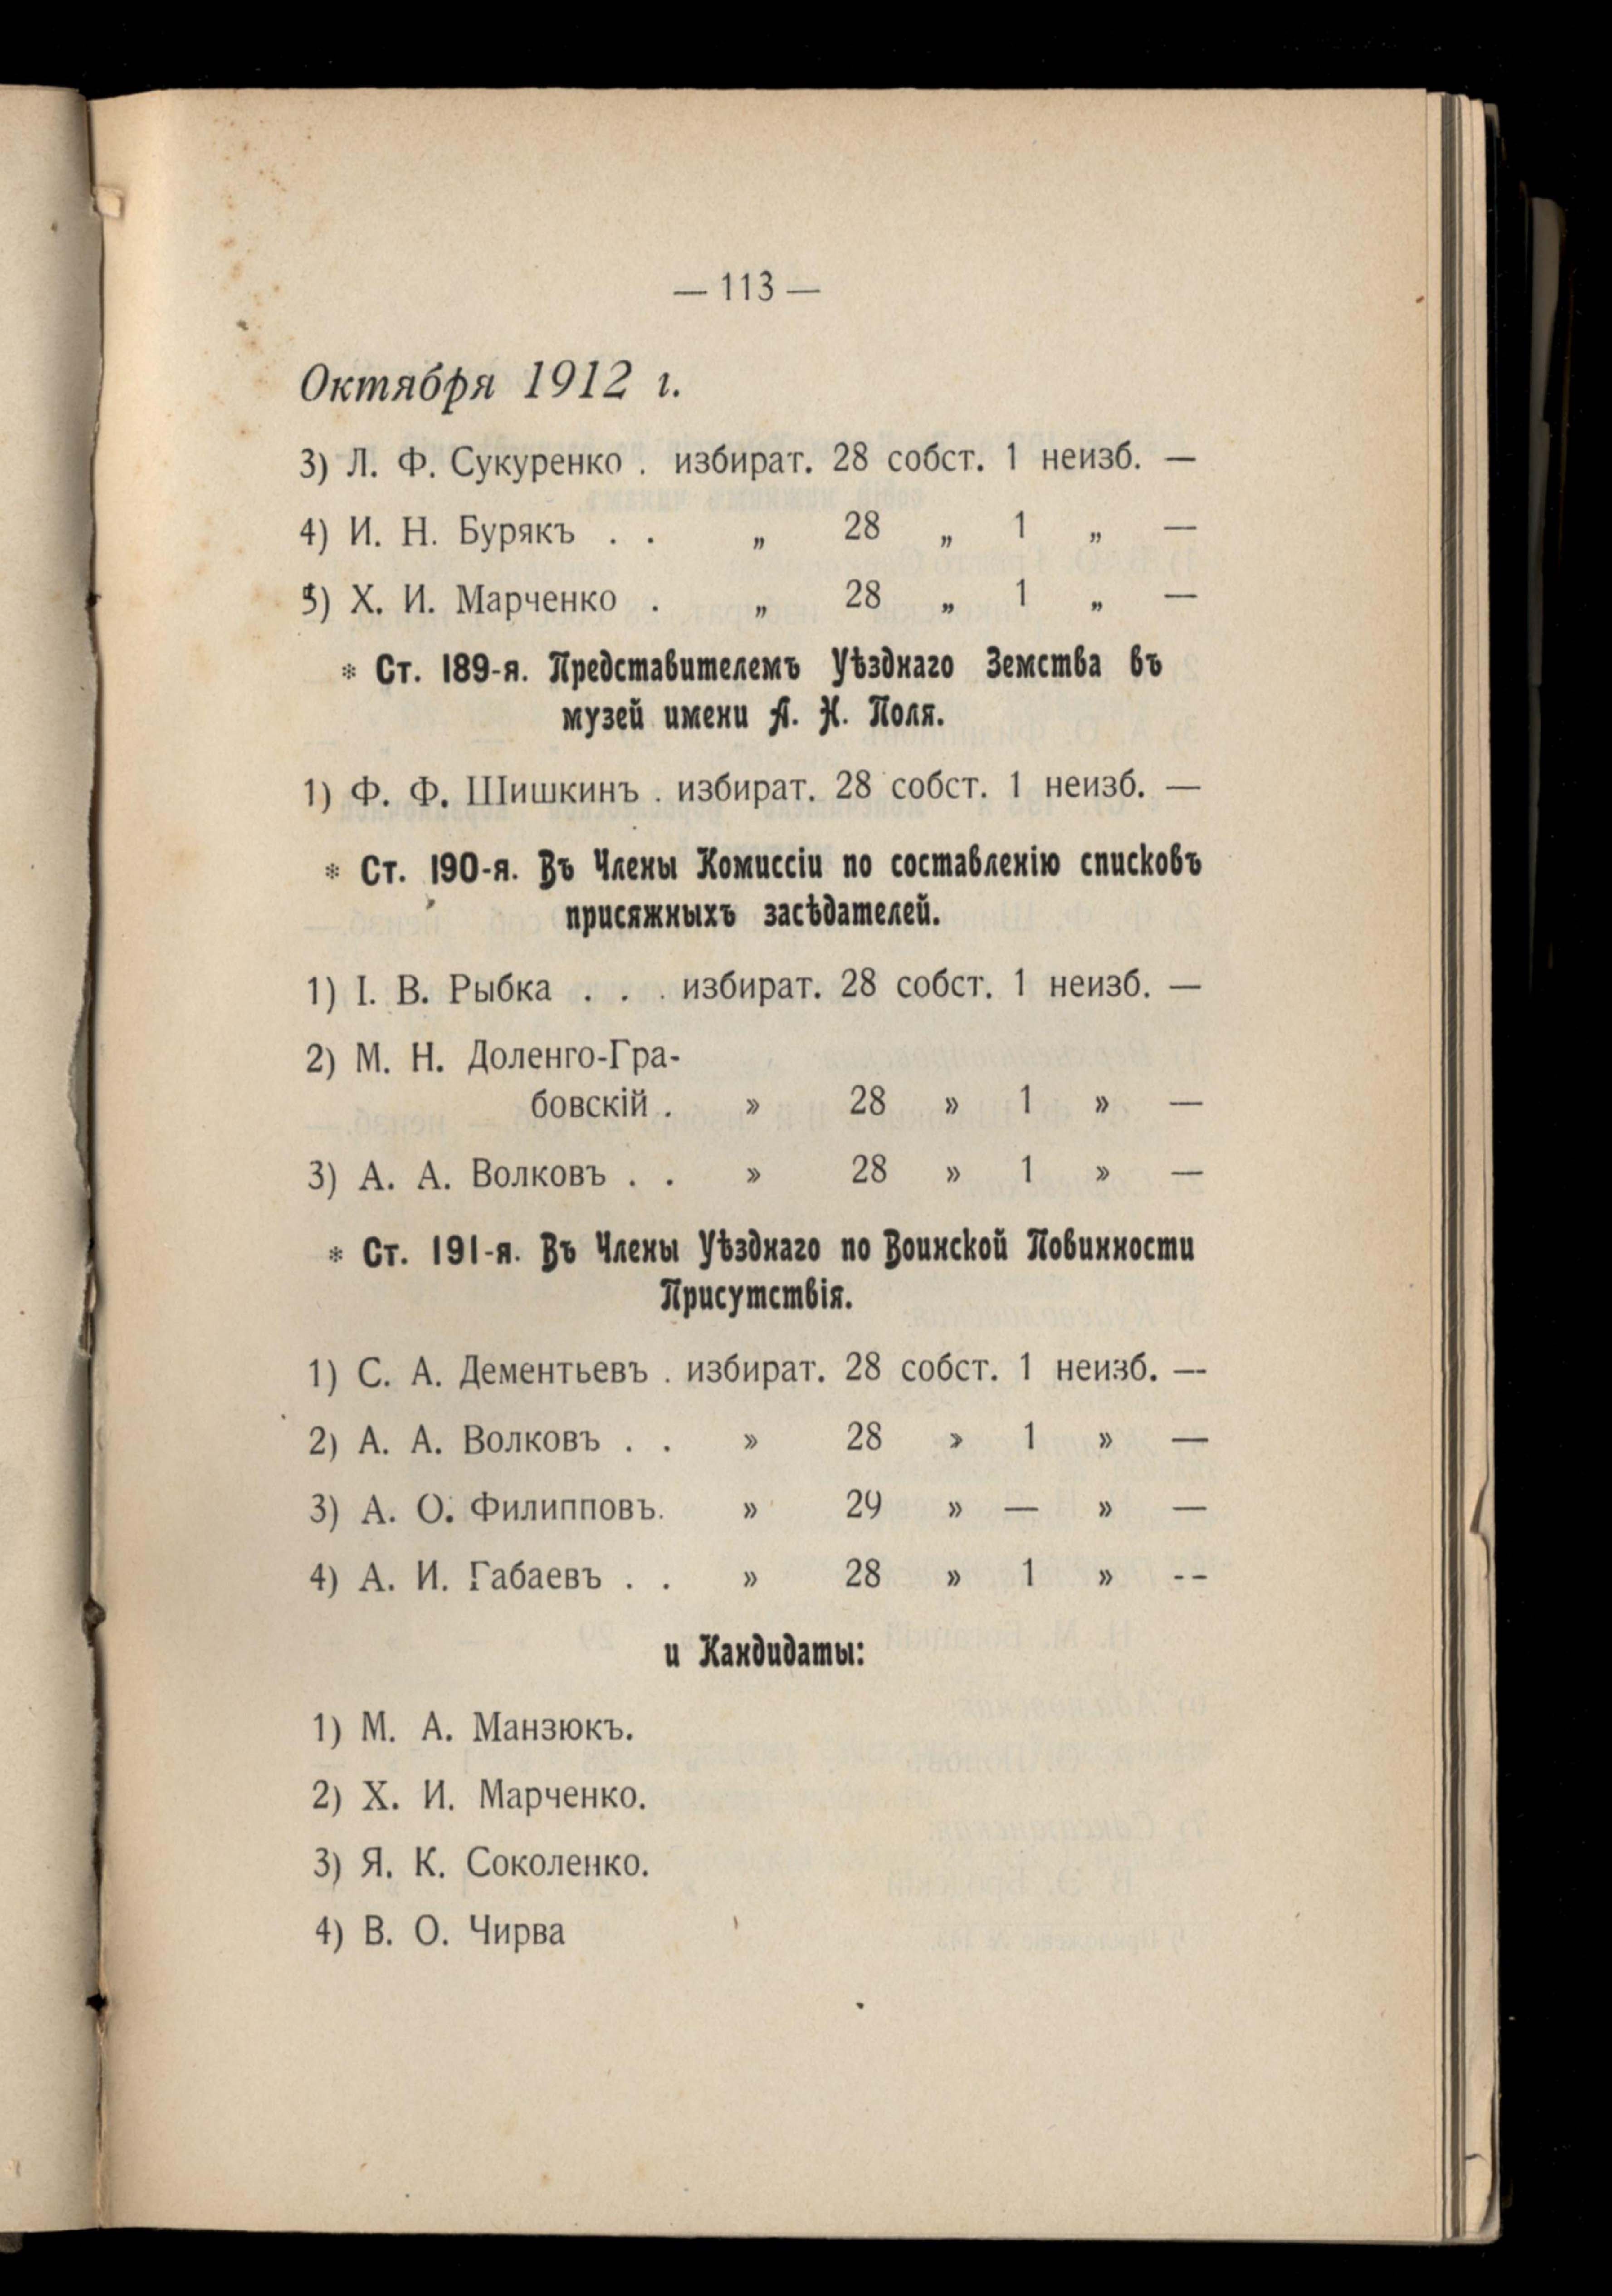 — 113 —
Октября 1912 г.
3) Л. Ф. Сукуренко . избират. 28 собст. 1 неизб. —
4) И. Н. Бурякъ . . „ 28 „ 1 „ —
5) Х. И. Марченко . „ 28 „ 1 „ —
* Ст. 189-я. Представителемъ Уѣзднаго Земства въ
музей имени А. Н. Поля.
1) Ф. Ф. Шишкинъ . избират. 28 собст. 1 неизб. —
* Ст. 190-я. Въ Члены Комиссіи по составленію списковъ
присяжныхъ засѣдателей.
1) І. В. Рыбка . . . избират. 28 собст. 1 неизб. —
2) М. Н. Доленго-Гра-
бовскій . » 28 » 1 » —
3) А. А. Волковъ . . » 28 » 1 » —
* Ст. 191-я. Въ Члены Уѣзднаго по Воинской Повинности
Присутствія.
1) С. А. Дементьевъ . избират. 28 собст. 1 неизб. —
2) А. А. Волковъ . . » 28 » 1 » —
3) А. О. Филипповъ. » 29 » — » —
4) А. И. Габаевъ . . » 28 » 1 » --
и Кандидаты:
1) М. А. Манзюкъ.
2) Х. И. Марченко.
3) Я. К. Соколенко.
4) В. О. Чирва